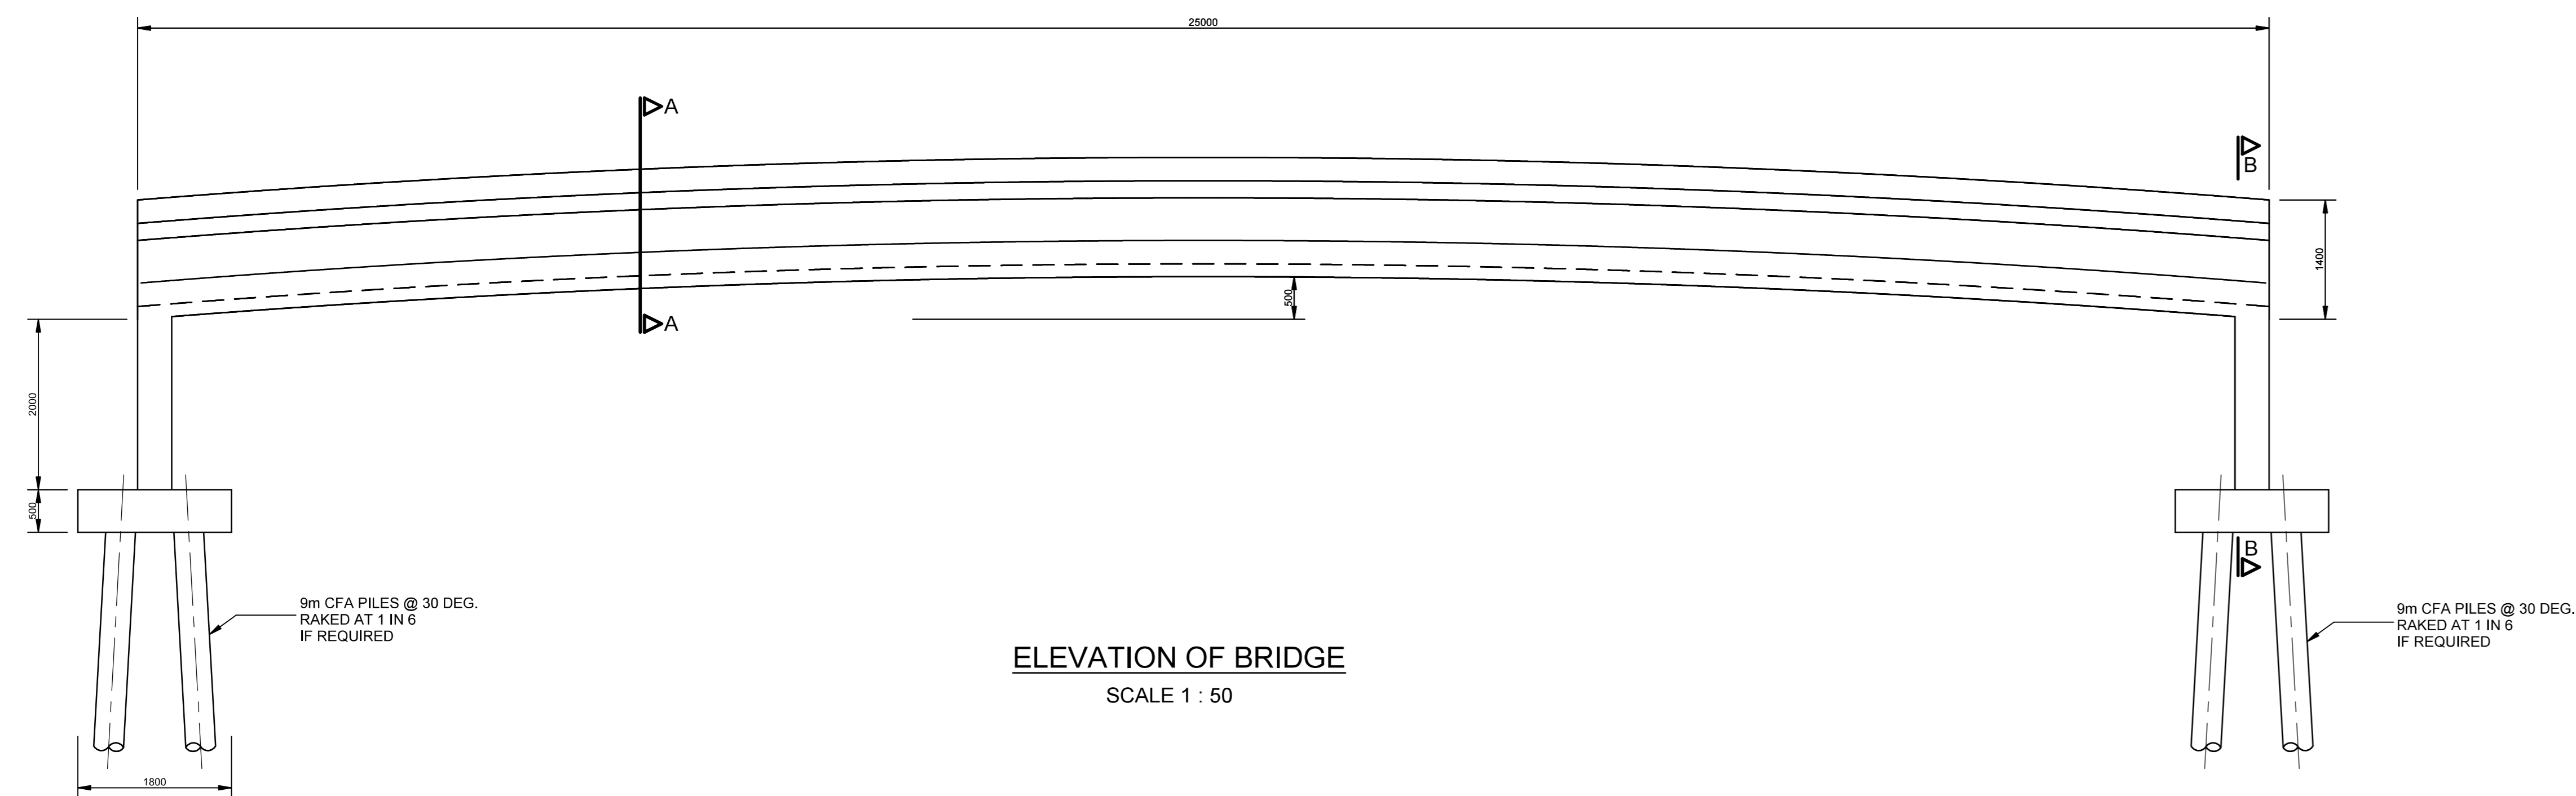 25000
A
B
1400
500
A
2000
500
B
9m CFA PILES @ 30 DEG.
RAKED AT 1 IN 6
IF REQUIRED
9m CFA PILES @ 30 DEG.
RAKED AT 1 IN 6
IF REQUIRED
ELEVATION OF BRIDGE
SCALE 1 : 50
1800